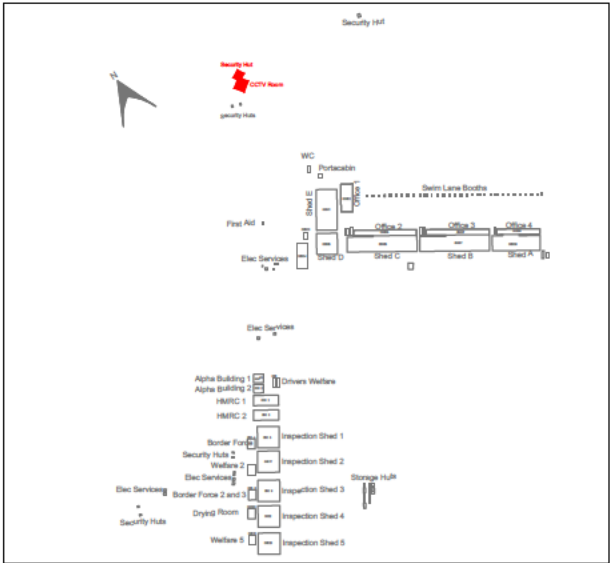 Security Hut
N
Security Hut
CCTV Room
Security Huts
WC
Portacabin
Shed E
Office 1
Swim Lane Booths
First Aid
Office 2
Office 3
Office 4
Elec Services
Shed D
Shed C
Shed B
Shed A
Elec Services
Alpha Building 1
Alpha Building 2
Drivers Welfare
HMRC 1
HMRC 2
Border Force
Inspection Shed 1
Security Huts
Inspection Shed 2
Welfare 2
Elec Services
Storage Huts
Elec Services
Border Force 2 and 3
Inspection Shed 3
Drying Room
Inspection Shed 4
Security Huts
Welfare 5
Inspection Shed 5